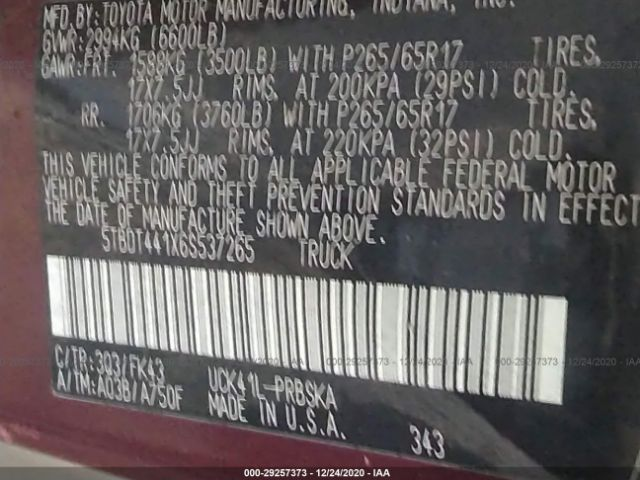 MFD. BY: TOYOTA MOTOR MANUFACTURING, INDIANA, INC.
GVWR: 2994KG (6600LB)
GAWR: FRT. 1588KG (3500LB) WITH P265/65R17 TIRES,
17X7.5JJ RIMS, AT 200KPA (29PSI) COLD.
RR. 1706KG (3760LB) WITH P265/65R17 TIRES,
17X7.5JJ RIMS, AT 220KPA (32PSI) COLD.
THIS VEHICLE CONFORMS TO ALL APPLICABLE FEDERAL MOTOR
VEHICLE SAFETY AND THEFT PREVENTION STANDARDS IN EFFECT
THE DATE OF MANUFACTURE SHOWN ABOVE.
5TBDT441X6S537265 TRUCK
C/TR: 3Q3/FK43 UCK41L-PRBSKA
A/TM: A03B/A750F MADE IN U.S.A. 343
000-29257373 - 12/24/2020 - IAA